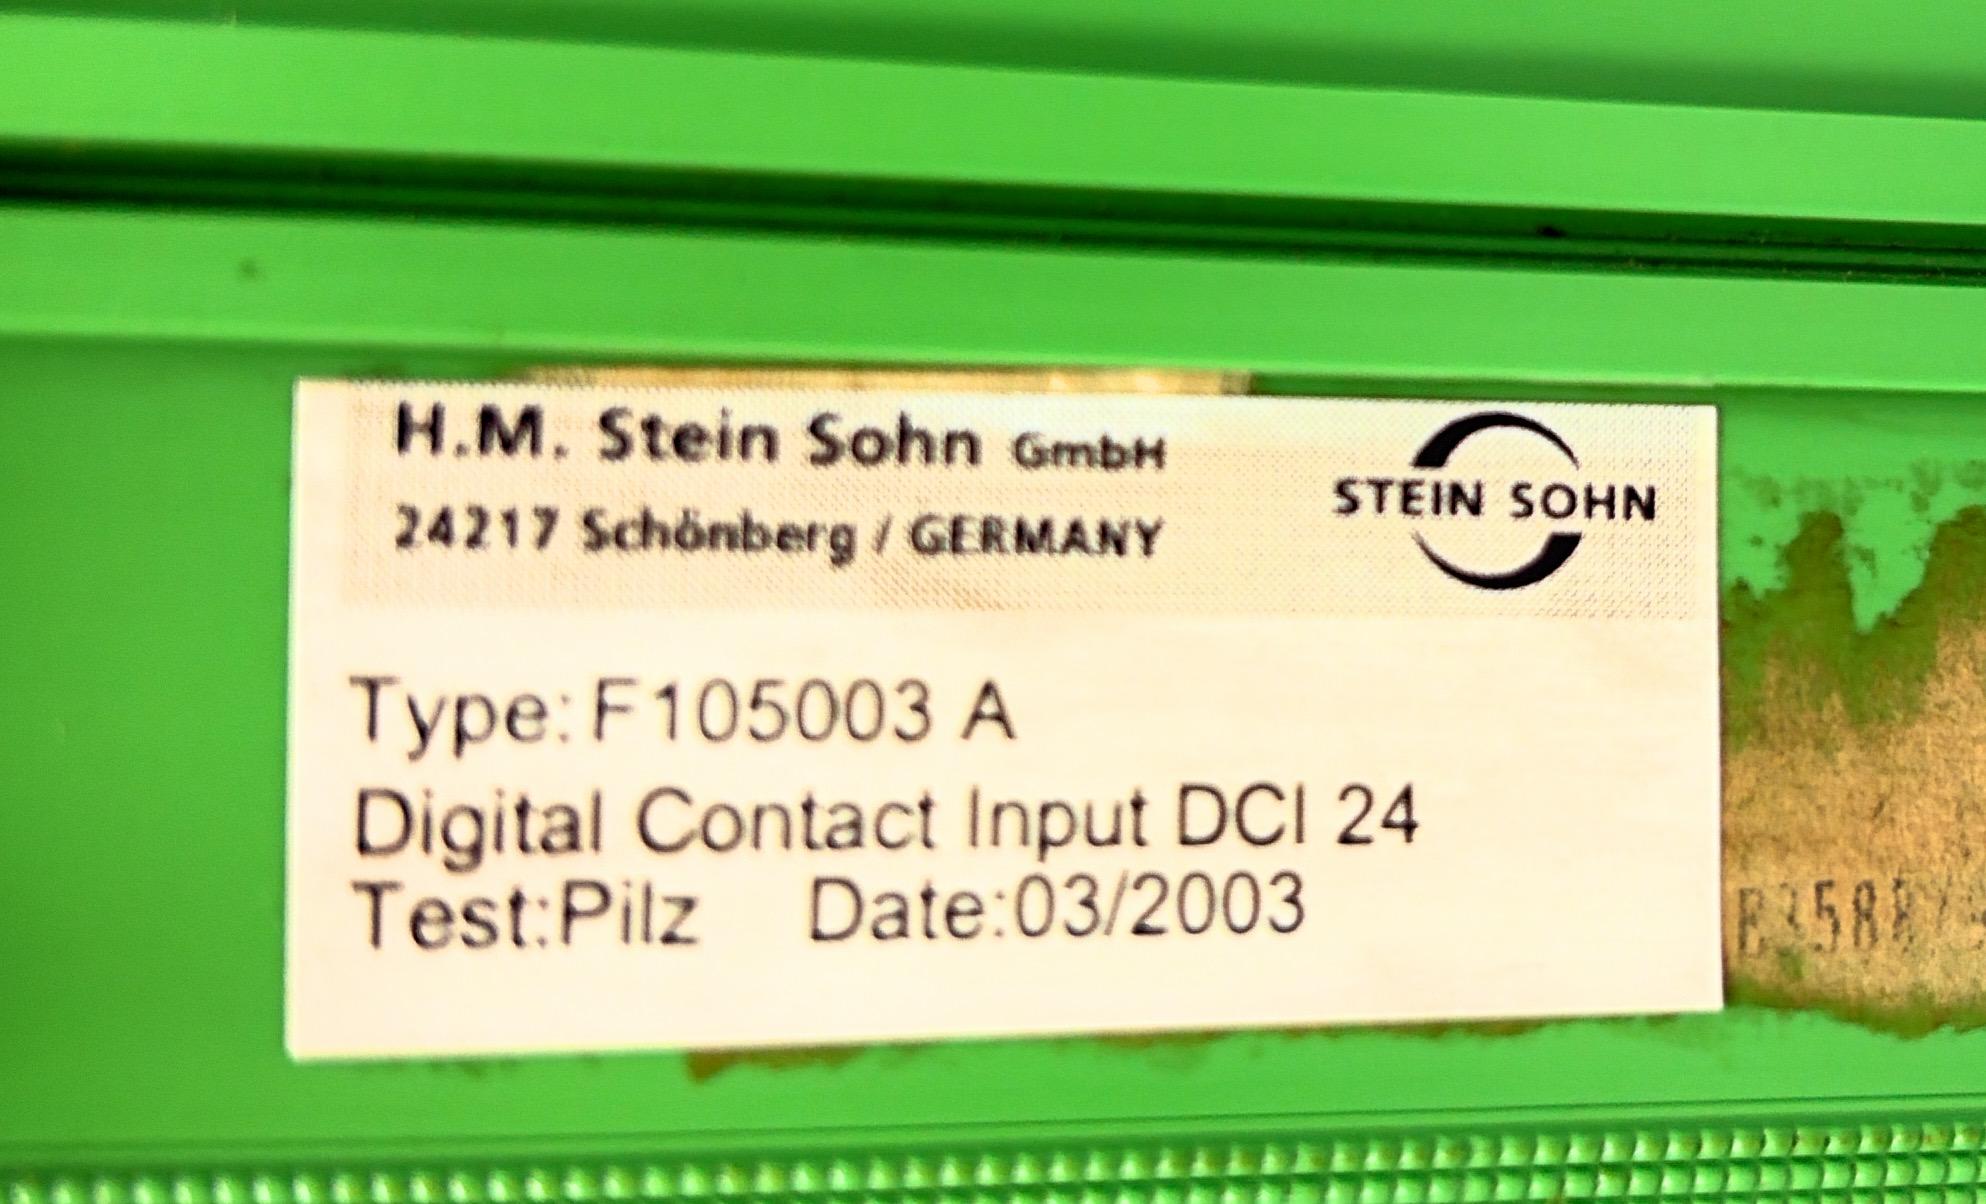 H.M. Stein Sohn GmbH
24217 Schönberg / GERMANY
STEIN SOHN
Type: F105003 A
Digital Contact Input DCI 24
Test:Pilz Date:03/2003